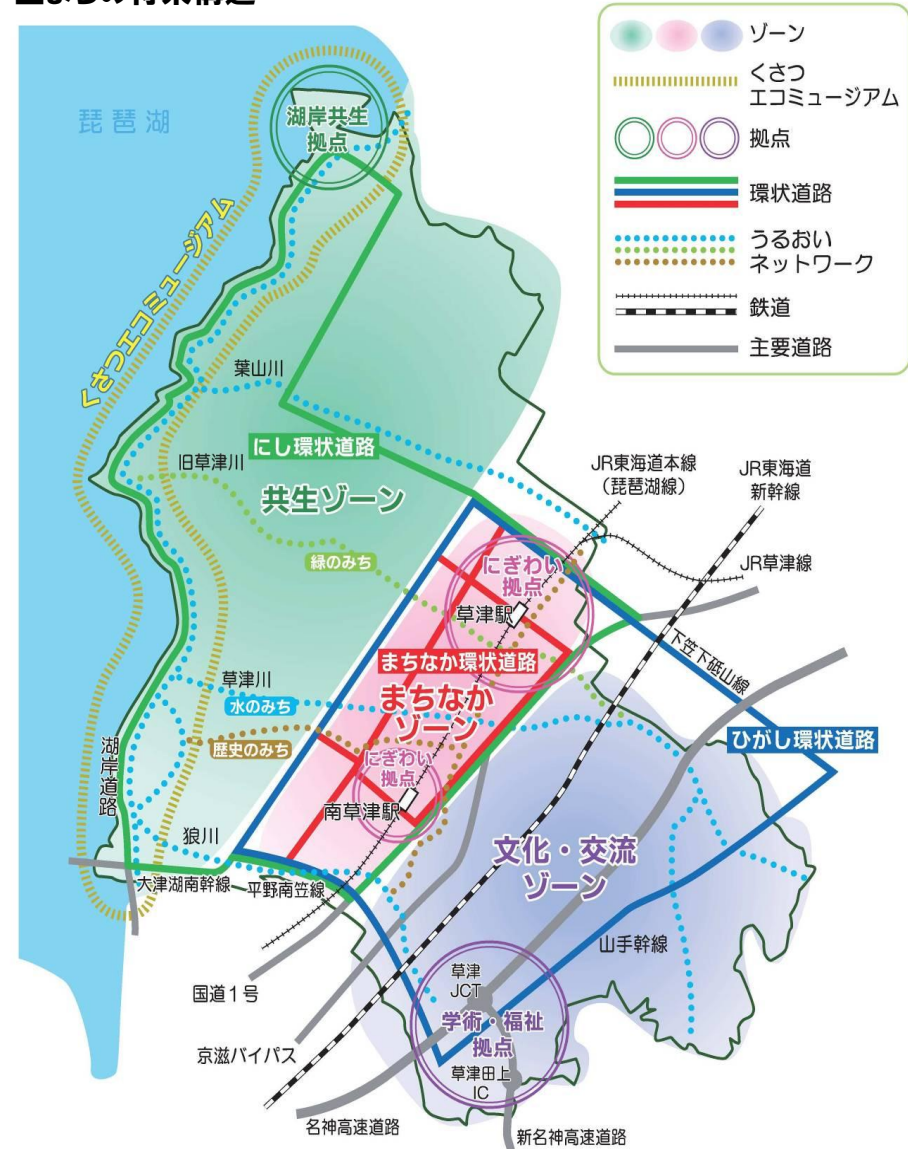 ゾーン
くさつ
エコミュージアム
拠点
環状道路
うるおい
ネットワーク
鉄道
主要道路
琵琶湖
湖岸共生
拠点
くさつエコミュージアム
葉山川
にし環状道路
旧草津川
共生ゾーン
緑のみち
JR東海道本線
(琵琶湖線)
JR東海道
新幹線
JR草津線
にぎわい
拠点
草津駅
まちなか環状道路
まちなか
ゾーン
下笠下砥山線
ひがし環状道路
草津川
水のみち
歴史のみち
にぎわい
拠点
南草津駅
湖岸道路
狼川
大津湖南幹線
平野南笠線
文化・交流
ゾーン
山手幹線
国道1号
京滋バイパス
草津
JCT
学術・福祉
拠点
草津田上
IC
名神高速道路
新名神高速道路